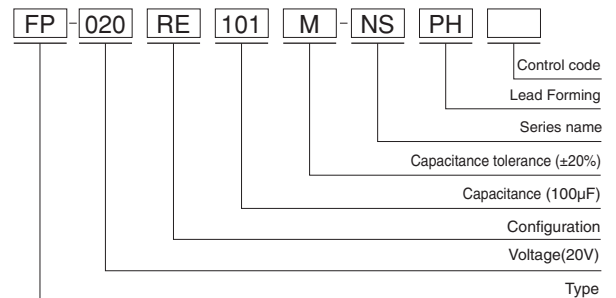 FP-020 RE 101 M-NS PH
Control code
Lead Forming
Series name
Capacitance tolerance (±20%)
Capacitance (100µF)
Configuration
Voltage(20V)
Type